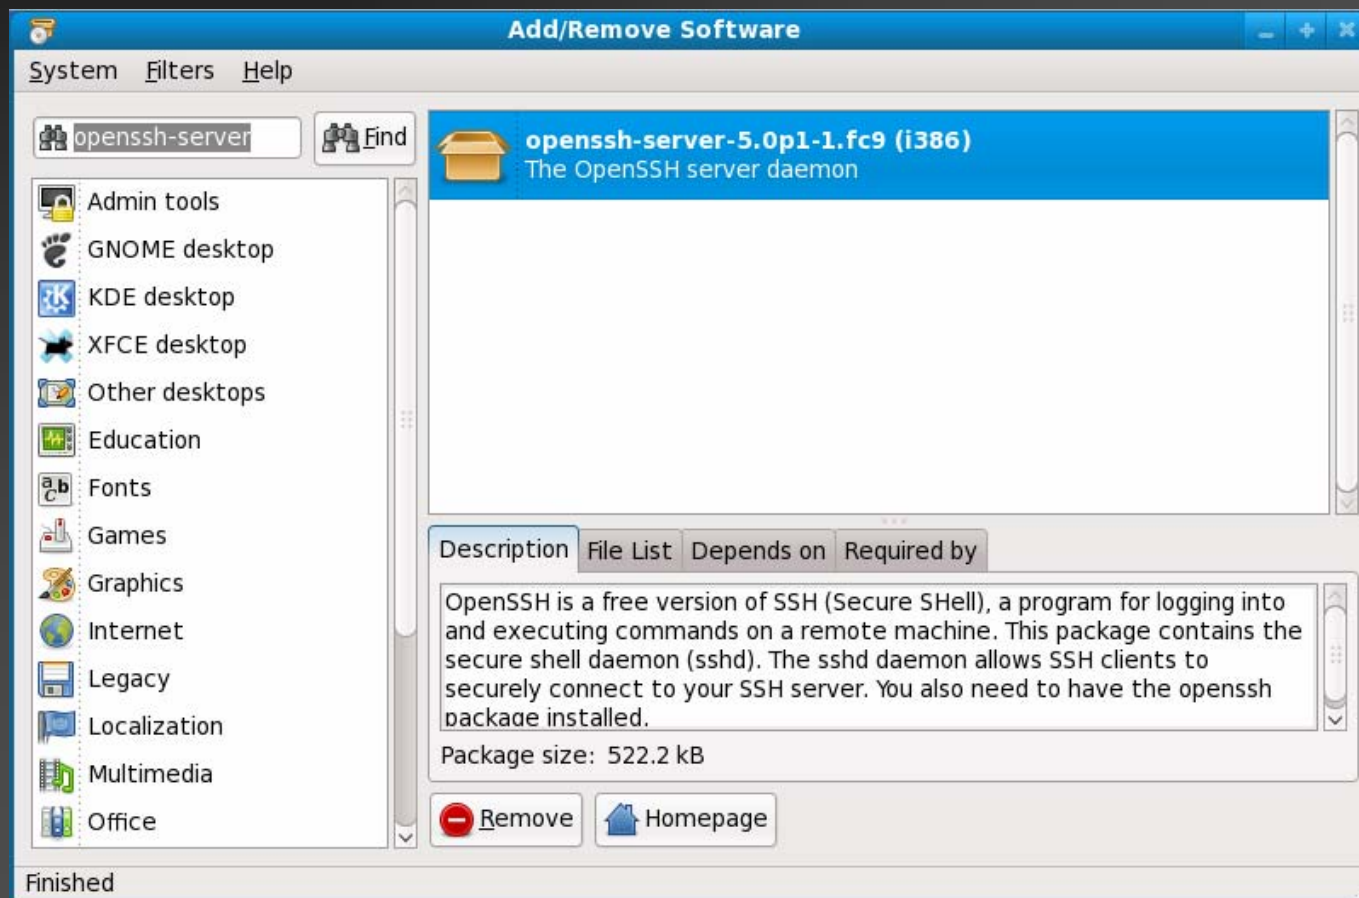 Add/Remove Software
System Filters Help
openssh-server Find
Admin tools
GNOME desktop
KDE desktop
XFCE desktop
Other desktops
Education
Fonts
Games
Graphics
Internet
Legacy
Localization
Multimedia
Office
openssh-server-5.0p1-1.fc9 (i386)
The OpenSSH server daemon
Description File List Depends on Required by
OpenSSH is a free version of SSH (Secure SHell), a program for logging into
and executing commands on a remote machine. This package contains the
secure shell daemon (sshd). The sshd daemon allows SSH clients to
securely connect to your SSH server. You also need to have the openssh
package installed.
Package size: 522.2 kB
Remove Homepage
Finished